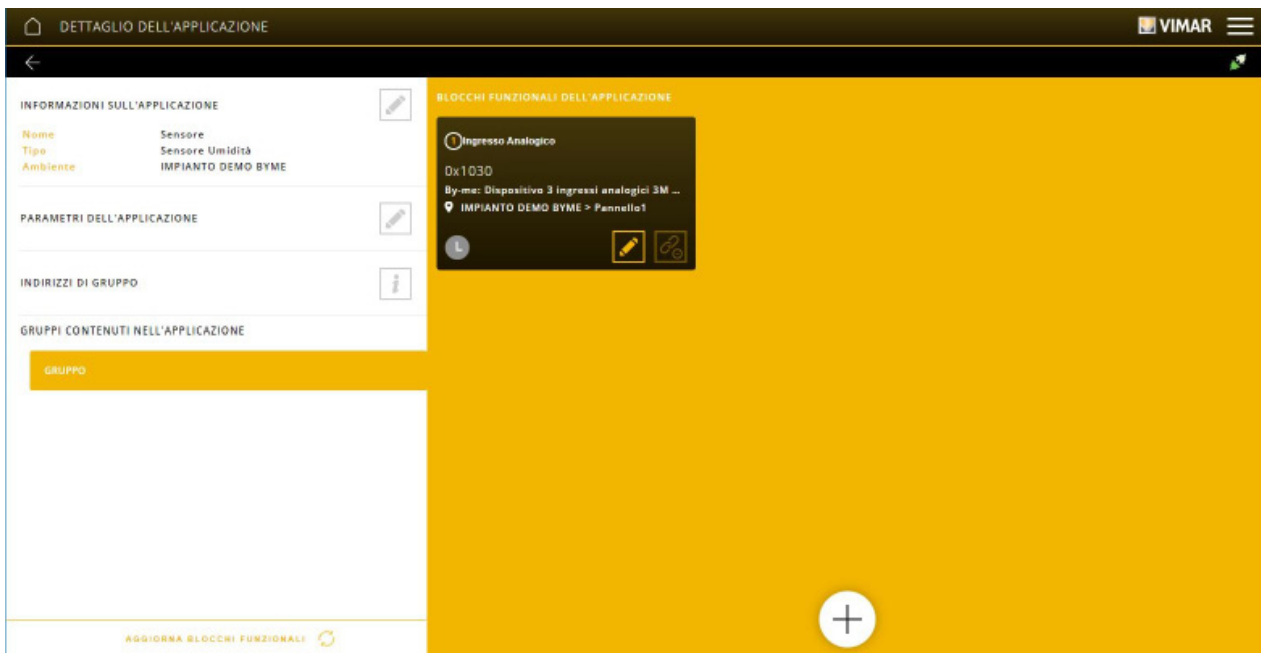 DETTAGLIO DELL'APPLICAZIONE
VIMAR
INFORMAZIONI SULL'APPLICAZIONE
Nome Sensore
Tipo Sensore Umidità
Ambiente IMPIANTO DEMO BYME
PARAMETRI DELL'APPLICAZIONE
INDIRIZZI DI GRUPPO
GRUPPI CONTENUTI NELL'APPLICAZIONE
GRUPPO
AGGIORNA BLOCCHI FUNZIONALI
BLOCCHI FUNZIONALI DELL'APPLICAZIONE
1 Ingresso Analogico
0x1030
By-me: Dispositivo 3 ingressi analogici 3M ...
IMPIANTO DEMO BYME > Pannello1
L